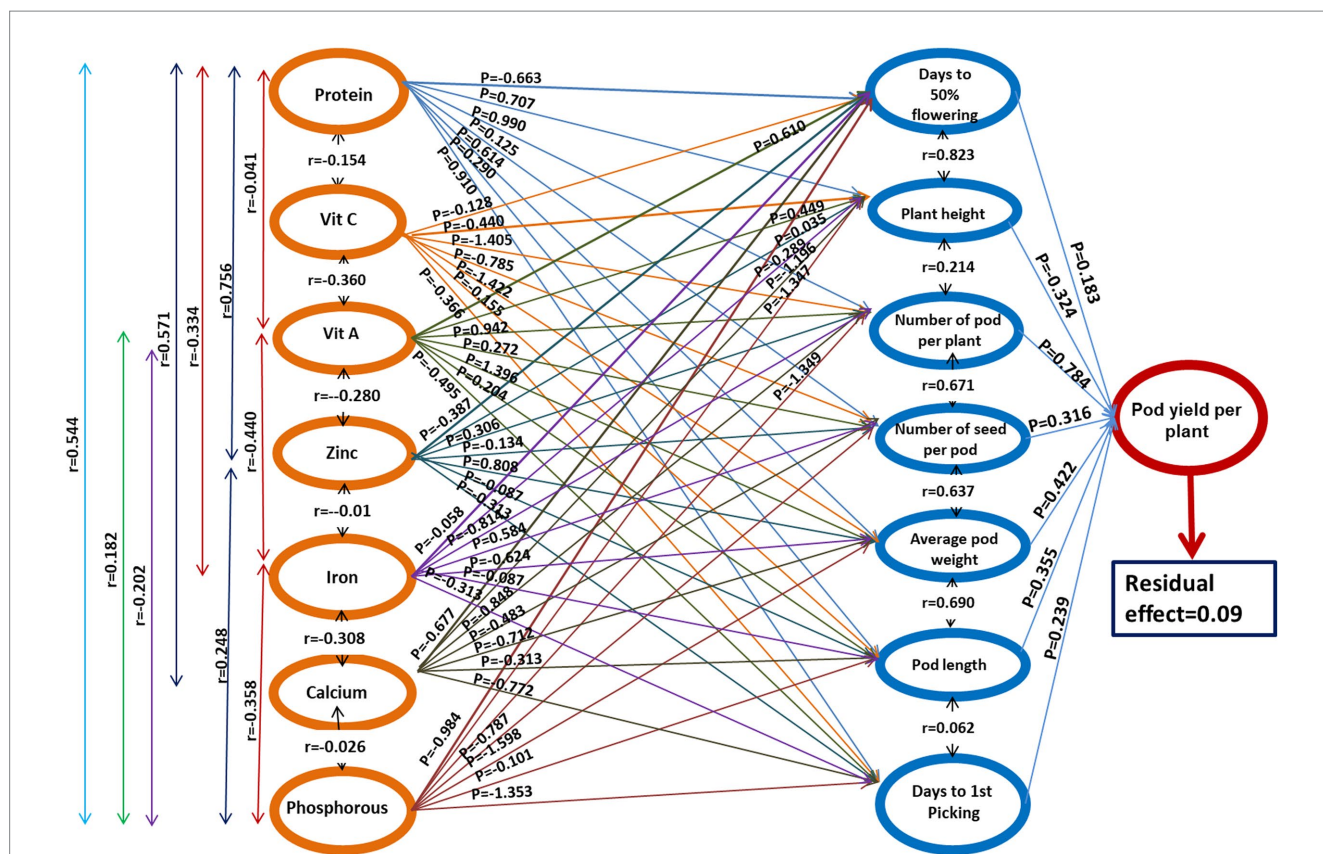 r=0.544
r=0.182
r=-0.202
r=0.571
r=-0.334
r=0.756
r=0.248
r=-0.041
r=-0.440
r=-0.358
Protein
r=-0.154
Vit C
r=-0.360
Vit A
r=--0.280
Zinc
r=--0.01
Iron
r=-0.308
Calcium
r=-0.026
Phosphorous
P=-0.663
P=0.707
P=0.990
P=0.125
P=0.614
P=0.290
P=0.910
P=-0.128
P=-0.440
P=-1.405
P=-0.785
P=-1.422
P=-0.155
P=-0.366
P=0.942
P=0.272
P=1.396
P=0.204
P=-0.495
P=-0.387
P=0.306
P=-0.134
P=0.808
P=-0.087
P=-0.313
P=-0.058
P=-0.8143
P=0.584
P=-0.624
P=-0.087
P=-0.313
P=-0.677
P=-0.848
P=-0.483
P=-0.712
P=-0.313
P=-0.772
P=-0.984
P=-0.787
P=-1.598
P=-0.101
P=-1.353
P=0.610
P=0.449
P=0.035
P=-0.289
P=-1.196
P=-1.347
P=-1.349
Days to
50%
flowering
r=0.823
Plant height
r=0.214
Number of pod
per plant
r=0.671
Number of seed
per pod
r=0.637
Average pod
weight
r=0.690
Pod length
r=0.062
Days to 1st
Picking
P=0.183
P=-0.324
P=0.784
P=0.316
P=0.422
P=0.355
P=0.239
Pod yield per
plant
Residual
effect=0.09